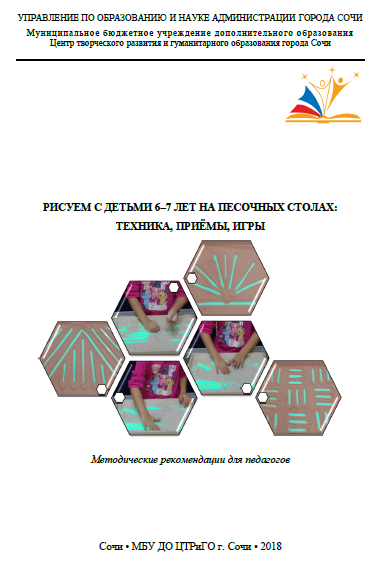 УПРАВЛЕНИЕ ПО ОБРАЗОВАНИЮ И НАУКЕ АДМИНИСТРАЦИИ ГОРОДА СОЧИ
Муниципальное бюджетное учреждение дополнительного образования
Центр творческого развития и гуманитарного образования города Сочи
РИСУЕМ С ДЕТЬМИ 6–7 ЛЕТ НА ПЕСОЧНЫХ СТОЛАХ:
ТЕХНИКА, ПРИЁМЫ, ИГРЫ
Методические рекомендации для педагогов
Сочи • МБУ ДО ЦТРиГО г. Сочи • 2018